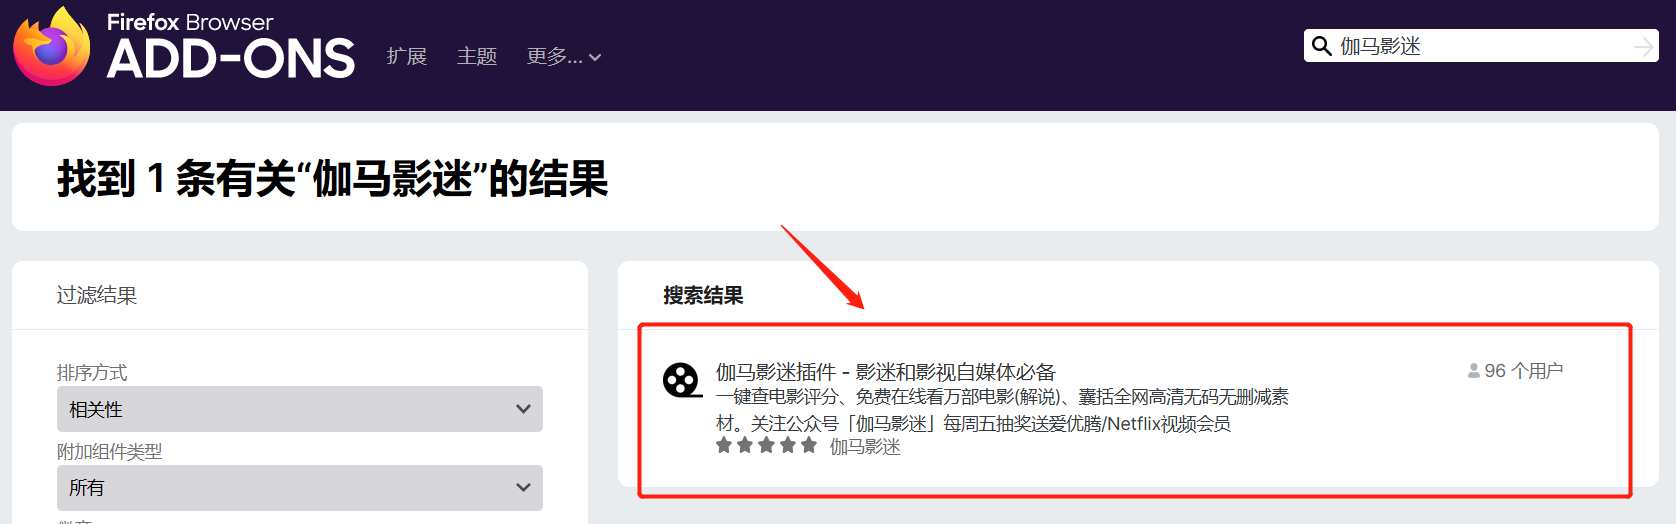 Firefox Browser
ADD-ONS
扩展 主题 更多...
伽马影迷
找到 1 条有关“伽马影迷”的结果
过滤结果
排序方式
相关性
附加组件类型
所有
搜索结果
伽马影迷插件 - 影迷和影视自媒体必备
96 个用户
一键查电影评分、免费在线看万部电影(解说)、囊括全网高清无码无删减素
材。关注公众号「伽马影迷」每周五抽奖送爱优腾/Netflix视频会员
伽马影迷